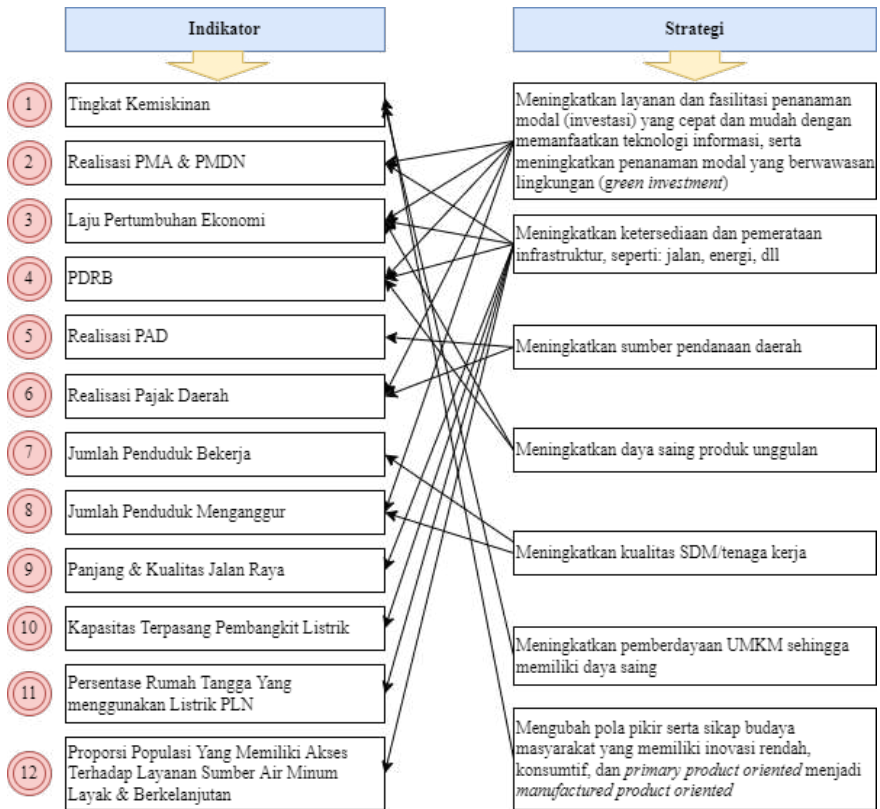 Indikator
Strategi
1
Tingkat Kemiskinan
2
Realisasi PMA & PMDN
3
Laju Pertumbuhan Ekonomi
4
PDRB
5
Realisasi PAD
6
Realisasi Pajak Daerah
7
Jumlah Penduduk Bekerja
8
Jumlah Penduduk Menganggur
9
Panjang & Kualitas Jalan Raya
10
Kapasitas Terpasang Pembangkit Listrik
11
Persentase Rumah Tangga Yang
menggunakan Listrik PLN
12
Proporsi Populasi Yang Memiliki Akses
Terhadap Layanan Sumber Air Minum
Layak & Berkelanjutan
Meningkatkan layanan dan fasilitasi penanaman
modal (investasi) yang cepat dan mudah dengan
memanfaatkan teknologi informasi, serta
meningkatkan penanaman modal yang berwawasan
lingkungan (green investment)
Meningkatkan ketersediaan dan pemerataan
infrastruktur, seperti: jalan, energi, dll
Meningkatkan sumber pendanaan daerah
Meningkatkan daya saing produk unggulan
Meningkatkan kualitas SDM/tenaga kerja
Meningkatkan pemberdayaan UMKM sehingga
memiliki daya saing
Mengubah pola pikir serta sikap budaya
masyarakat yang memiliki inovasi rendah,
konsumtif, dan primary product oriented menjadi
manufactured product oriented